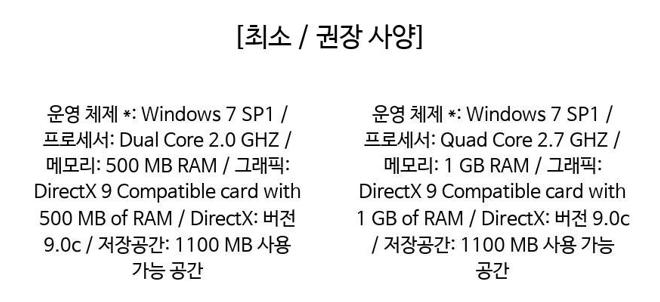 [최소 / 권장 사양]
운영 체제 *: Windows 7 SP1 /
프로세서: Dual Core 2.0 GHZ /
메모리: 500 MB RAM / 그래픽:
DirectX 9 Compatible card with
500 MB of RAM / DirectX: 버전
9.0c / 저장공간: 1100 MB 사용
가능 공간
운영 체제 *: Windows 7 SP1 /
프로세서: Quad Core 2.7 GHZ /
메모리: 1 GB RAM / 그래픽:
DirectX 9 Compatible card with
1 GB of RAM / DirectX: 버전 9.0c
/ 저장공간: 1100 MB 사용 가능
공간